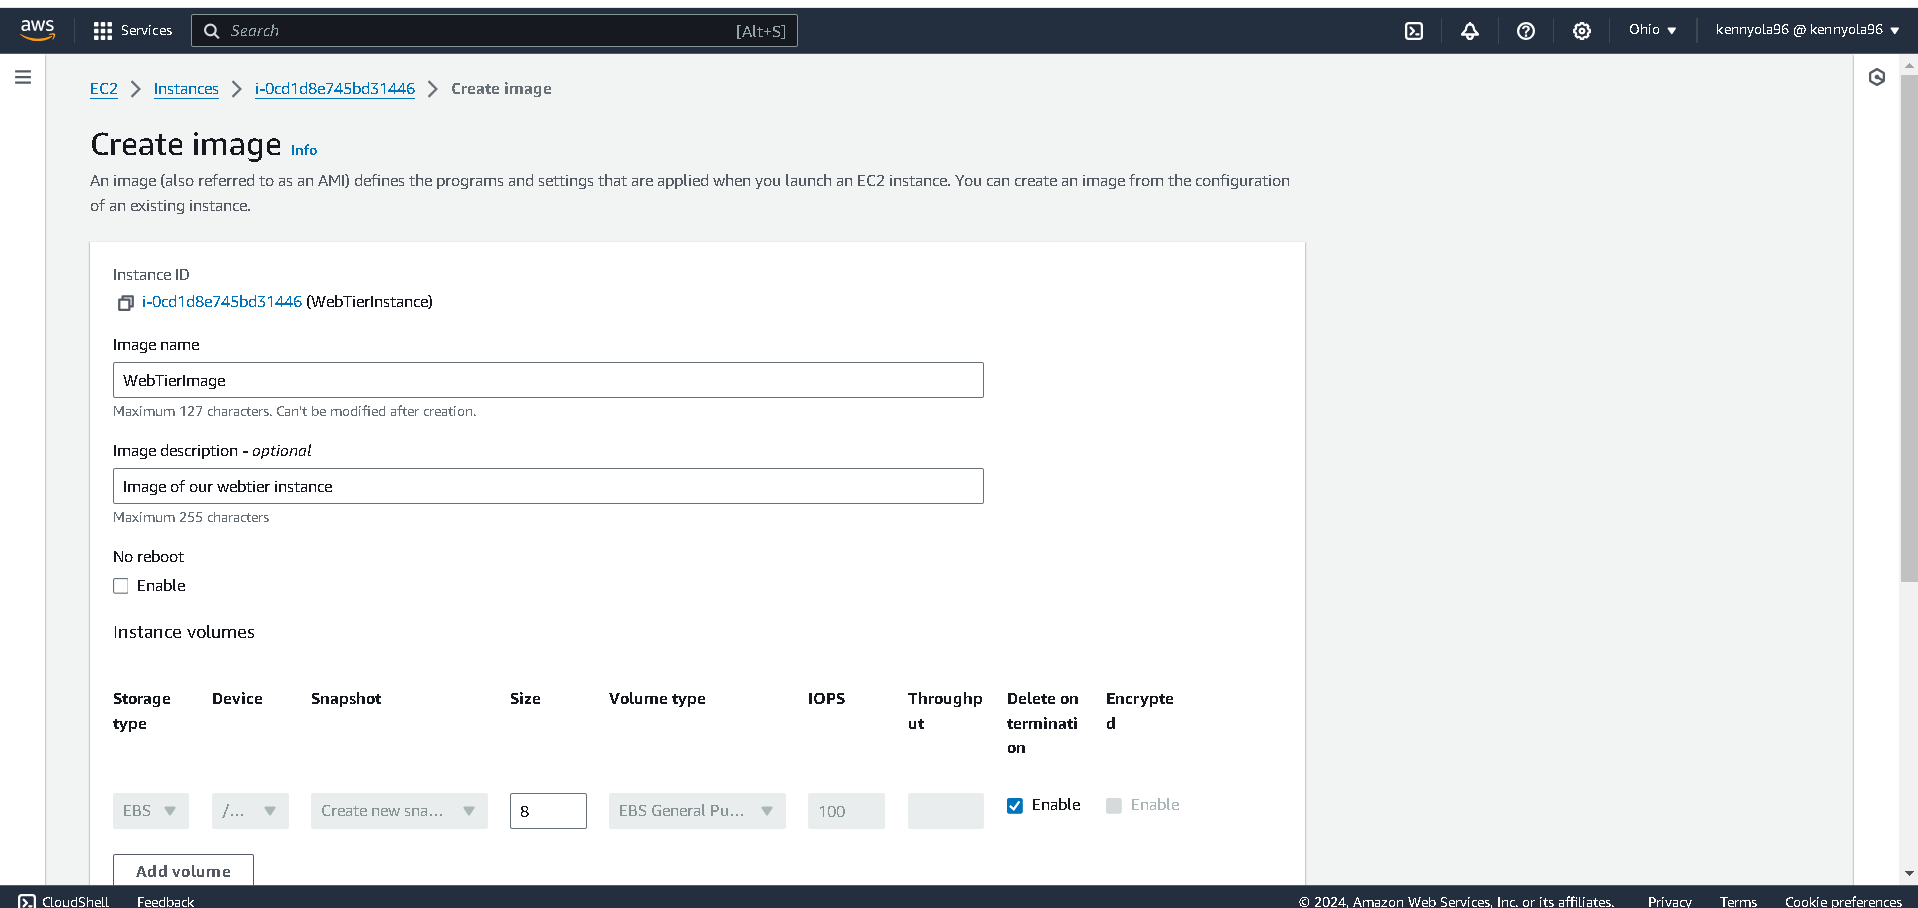 aws Services Search [Alt+S] Ohio kennyola96 @ kennyola96
EC2 Instances i-0cd1d8e745bd31446 Create image
Create image Info
An image (also referred to as an AMI) defines the programs and settings that are applied when you launch an EC2 instance. You can create an image from the configuration
of an existing instance.
Instance ID
i-0cd1d8e745bd31446 (WebTierInstance)
Image name
WebTierImage
Maximum 127 characters. Can't be modified after creation.
Image description - optional
Image of our webtier instance
Maximum 255 characters
No reboot
Enable
Instance volumes
Storage Device Snapshot Size Volume type IOPS Throughp Delete on Encrypte
type ut terminati d
on
EBS /... Create new sna... 8 EBS General Pu... 100 Enable Enable
Add volume
CloudShell Feedback © 2024, Amazon Web Services, Inc. or its affiliates. Privacy Terms Cookie preferences